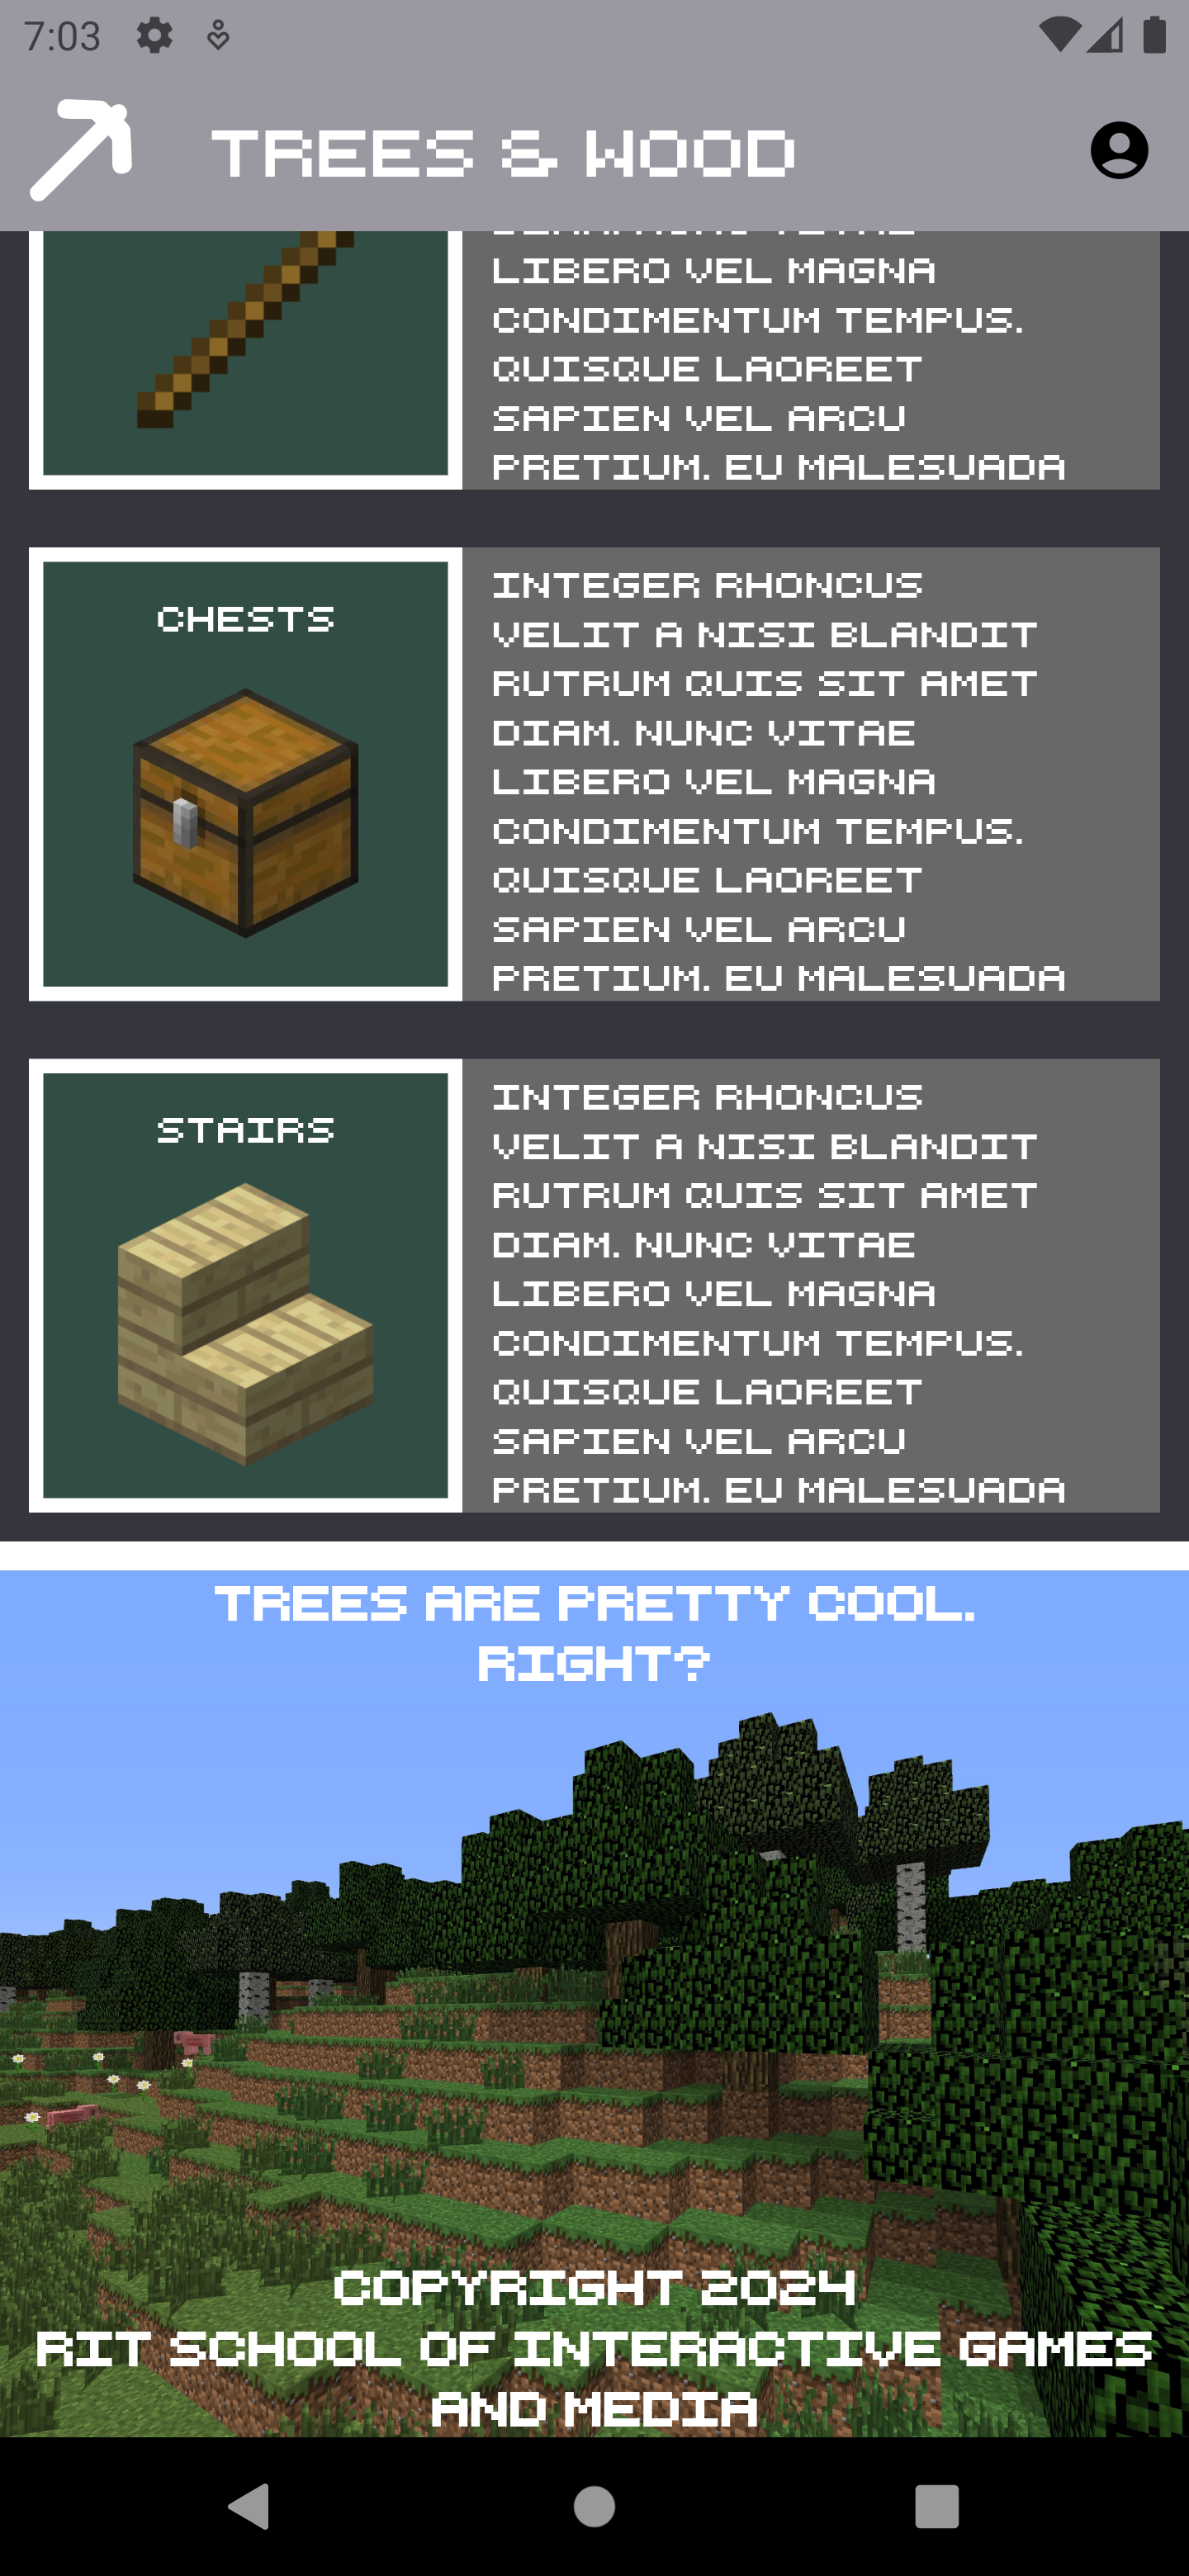 7:03
TREES & WOOD
LIBERO VEL MAGNA
CONDIMENTUM TEMPUS.
QUISQUE LAOREET
SAPIEN VEL ARCU
PRETIUM. EU MALESUADA
CHESTS
INTEGER RHONCUS
VELIT A NISI BLANDIT
RUTRUM QUIS SIT AMET
DIAM. NUNC VITAE
LIBERO VEL MAGNA
CONDIMENTUM TEMPUS.
QUISQUE LAOREET
SAPIEN VEL ARCU
PRETIUM. EU MALESUADA
STAIRS
INTEGER RHONCUS
VELIT A NISI BLANDIT
RUTRUM QUIS SIT AMET
DIAM. NUNC VITAE
LIBERO VEL MAGNA
CONDIMENTUM TEMPUS.
QUISQUE LAOREET
SAPIEN VEL ARCU
PRETIUM. EU MALESUADA
TREES ARE PRETTY COOL.
RIGHT?
COPYRIGHT 2024
RIT SCHOOL OF INTERACTIVE GAMES
AND MEDIA